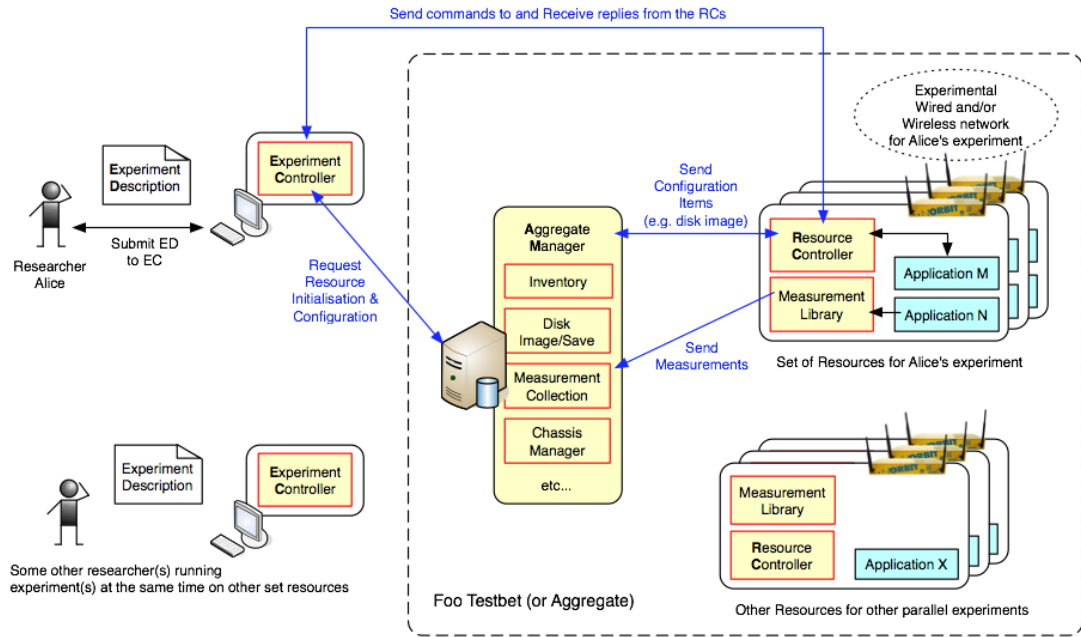 Send commands to and Receive replies from the RCs
Experimental
Wired and/or
Wireless network
for Alice's experiment
Experiment
Description
Experiment
Controller
Submit ED
to EC
Researcher
Alice
Request
Resource
Initialisation &
Configuration
Aggregate
Manager
Inventory
Disk
Image/Save
Measurement
Collection
Chassis
Manager
etc...
Send
Configuration
Items
(e.g. disk image)
Send
Measurements
ORBIT
Resource
Controller
Measurement
Library
Application M
Application N
Set of Resources for Alice's experiment
Experiment
Description
Experiment
Controller
Some other researcher(s) running
experiment(s) at the same time on other set resources
ORBIT
Measurement
Library
Resource
Controller
Application X
Other Resources for other parallel experiments
Foo Testbet (or Aggregate)